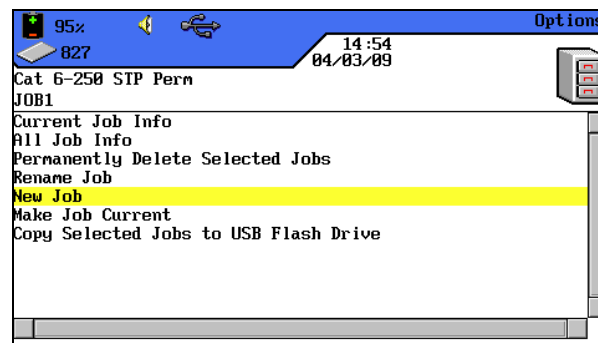 95%
Options
827
14:54
04/03/09
Cat 6-250 STP Perm
JOB1
Current Job Info
All Job Info
Permanently Delete Selected Jobs
Rename Job
New Job
Make Job Current
Copy Selected Jobs to USB Flash Drive